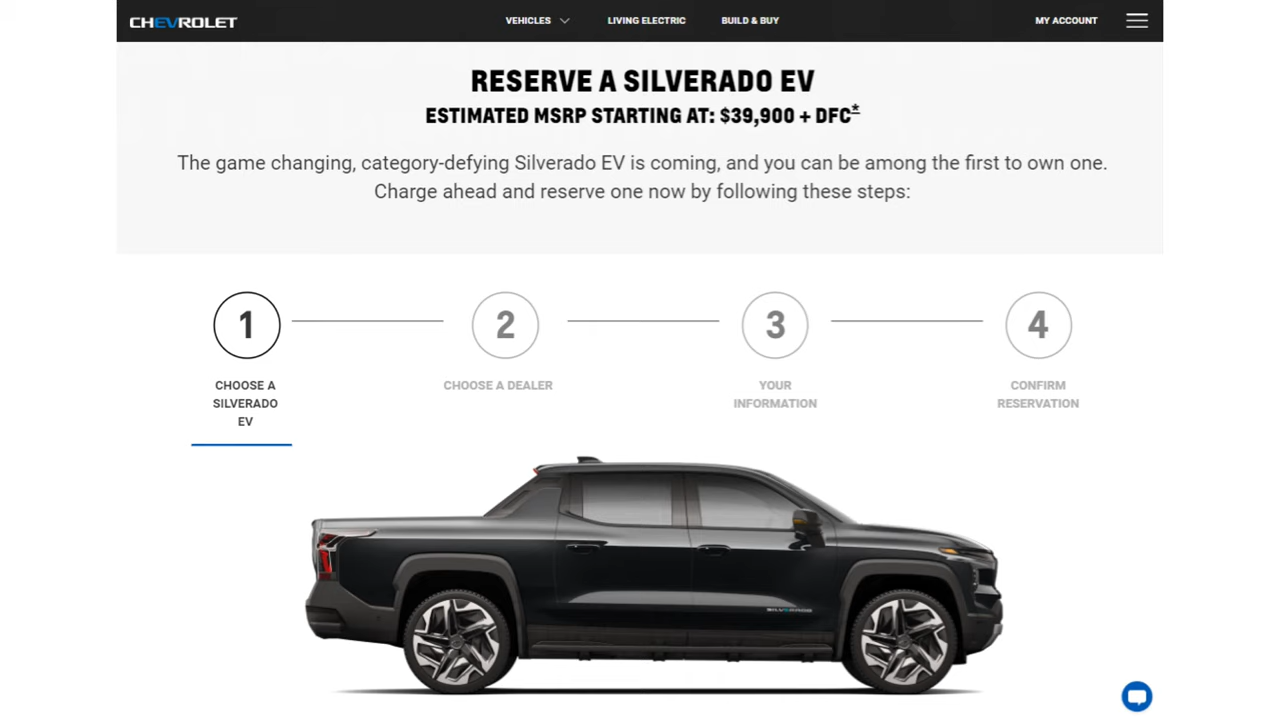 CHEVROLET
VEHICLES
LIVING ELECTRIC
BUILD & BUY
MY ACCOUNT
RESERVE A SILVERADO EV
ESTIMATED MSRP STARTING AT: $39,900 + DFC*
The game changing, category-defying Silverado EV is coming, and you can be among the first to own one.
Charge ahead and reserve one now by following these steps:
1
2
3
4
CHOOSE A
SILVERADO
EV
CHOOSE A DEALER
YOUR
INFORMATION
CONFIRM
RESERVATION
SILVERADO